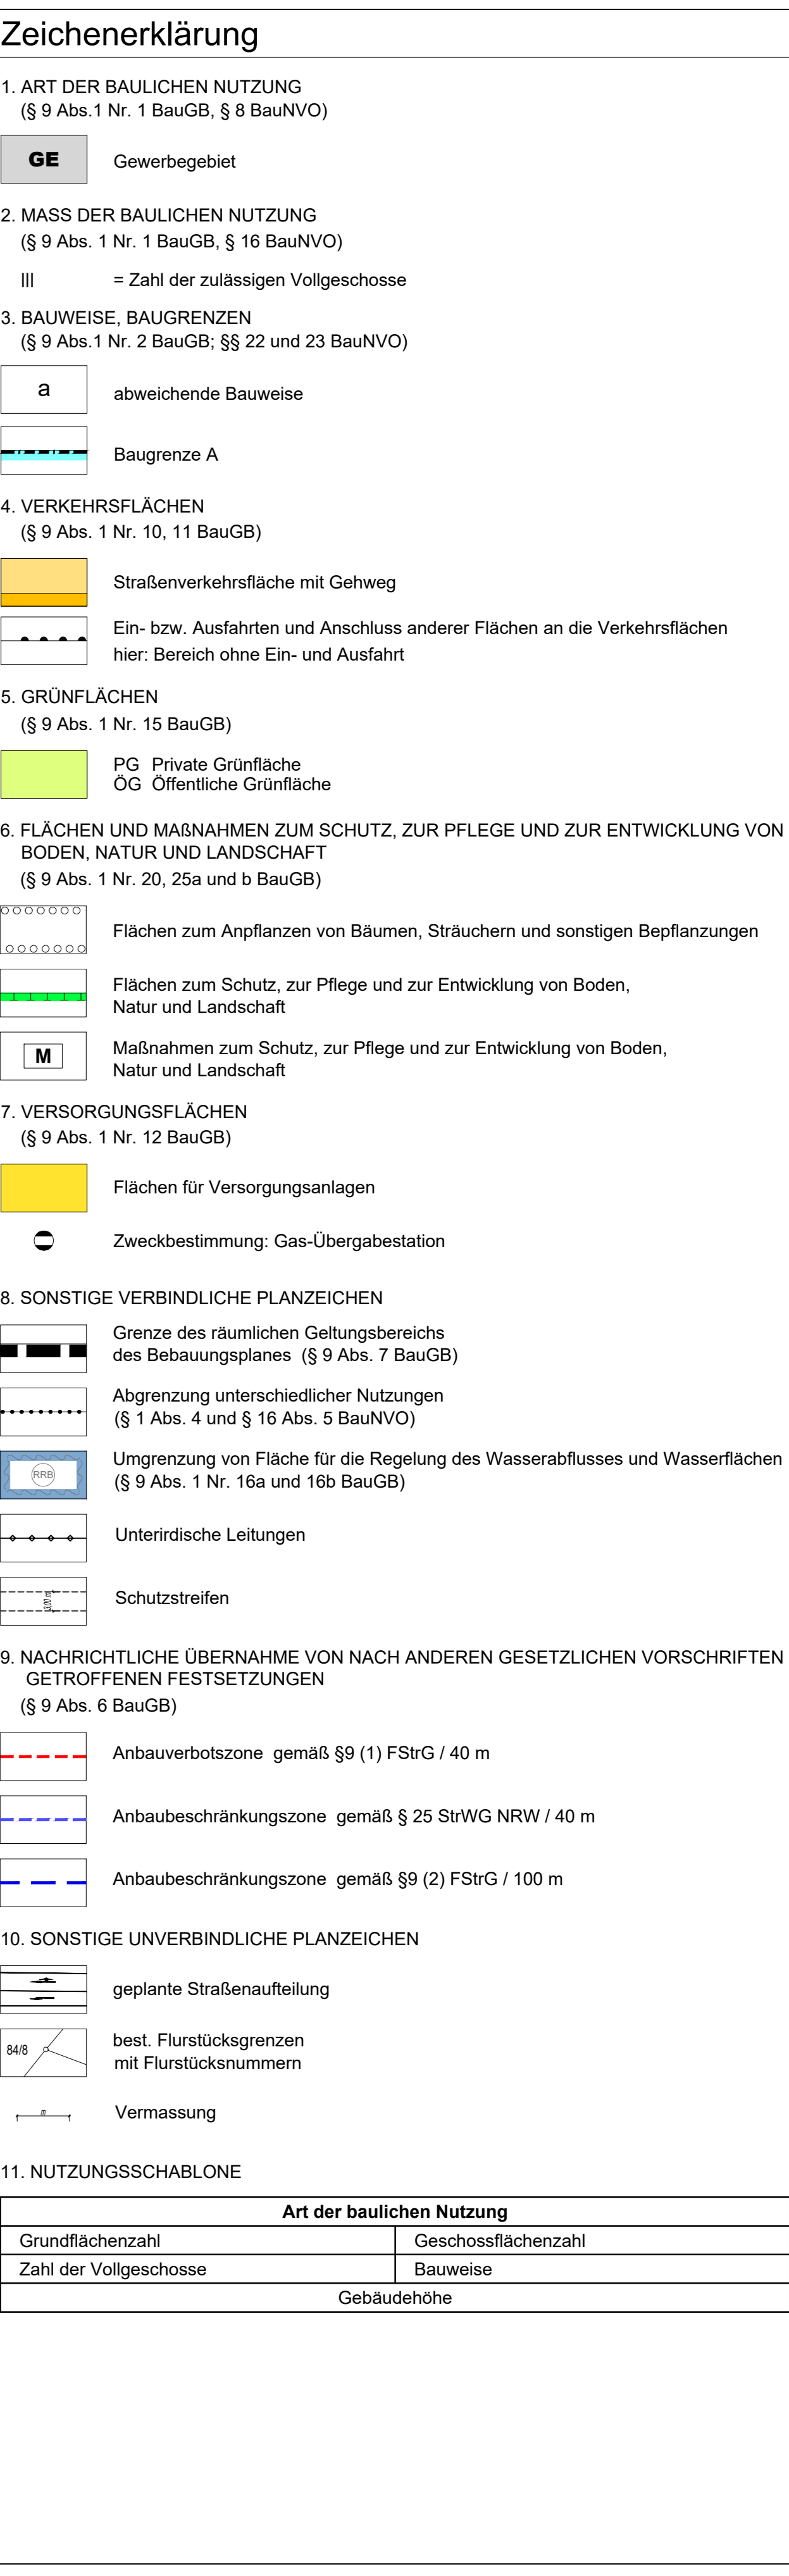 Zeichenerklärung
1. ART DER BAULICHEN NUTZUNG
(§ 9 Abs.1 Nr. 1 BauGB, § 8 BauNVO)
GE Gewerbegebiet
2. MASS DER BAULICHEN NUTZUNG
(§ 9 Abs. 1 Nr. 1 BauGB, § 16 BauNVO)
III = Zahl der zulässigen Vollgeschosse
3. BAUWEISE, BAUGRENZEN
(§ 9 Abs.1 Nr. 2 BauGB; §§ 22 und 23 BauNVO)
a abweichende Bauweise
Baugrenze A
4. VERKEHRSFLÄCHEN
(§ 9 Abs. 1 Nr. 10, 11 BauGB)
Straßenverkehrsfläche mit Gehweg
Ein- bzw. Ausfahrten und Anschluss anderer Flächen an die Verkehrsflächen
hier: Bereich ohne Ein- und Ausfahrt
5. GRÜNFLÄCHEN
(§ 9 Abs. 1 Nr. 15 BauGB)
PG Private Grünfläche
ÖG Öffentliche Grünfläche
6. FLÄCHEN UND MAßNAHMEN ZUM SCHUTZ, ZUR PFLEGE UND ZUR ENTWICKLUNG VON
BODEN, NATUR UND LANDSCHAFT
(§ 9 Abs. 1 Nr. 20, 25a und b BauGB)
Flächen zum Anpflanzen von Bäumen, Sträuchern und sonstigen Bepflanzungen
Flächen zum Schutz, zur Pflege und zur Entwicklung von Boden,
Natur und Landschaft
M Maßnahmen zum Schutz, zur Pflege und zur Entwicklung von Boden,
Natur und Landschaft
7. VERSORGUNGSFLÄCHEN
(§ 9 Abs. 1 Nr. 12 BauGB)
Flächen für Versorgungsanlagen
Zweckbestimmung: Gas-Übergabestation
8. SONSTIGE VERBINDLICHE PLANZEICHEN
Grenze des räumlichen Geltungsbereichs
des Bebauungsplanes (§ 9 Abs. 7 BauGB)
Abgrenzung unterschiedlicher Nutzungen
(§ 1 Abs. 4 und § 16 Abs. 5 BauNVO)
Umgrenzung von Fläche für die Regelung des Wasserabflusses und Wasserflächen
RRB (§ 9 Abs. 1 Nr. 16a und 16b BauGB)
Unterirdische Leitungen
3,00 m Schutzstreifen
9. NACHRICHTLICHE ÜBERNAHME VON NACH ANDEREN GESETZLICHEN VORSCHRIFTEN
GETROFFENEN FESTSETZUNGEN
(§ 9 Abs. 6 BauGB)
Anbauverbotszone gemäß §9 (1) FStrG / 40 m
Anbaubeschränkungszone gemäß § 25 StrWG NRW / 40 m
Anbaubeschränkungszone gemäß §9 (2) FStrG / 100 m
10. SONSTIGE UNVERBINDLICHE PLANZEICHEN
geplante Straßenaufteilung
84/8 best. Flurstücksgrenzen
mit Flurstücksnummern
m Vermassung
11. NUTZUNGSSCHABLONE
Art der baulichen Nutzung
Grundflächenzahl Geschossflächenzahl
Zahl der Vollgeschosse Bauweise
Gebäudehöhe